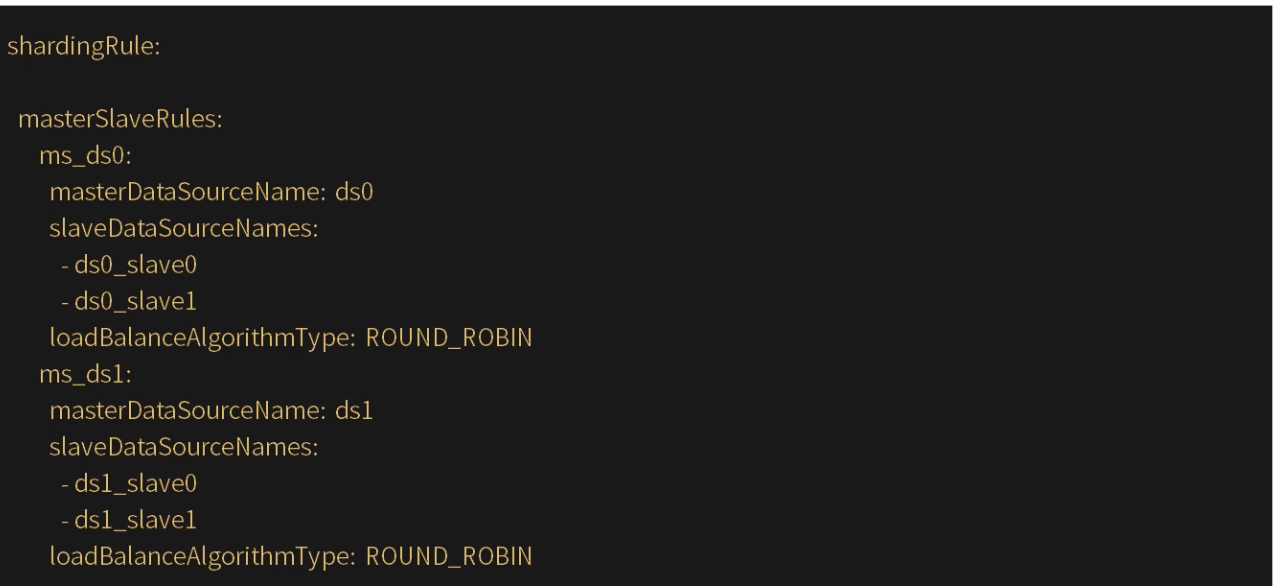 shardingRule:
masterSlaveRules:
ms_ds0:
masterDataSourceName: ds0
slaveDataSourceNames:
- ds0_slave0
- ds0_slave1
loadBalanceAlgorithmType: ROUND_ROBIN
ms_ds1:
masterDataSourceName: ds1
slaveDataSourceNames:
- ds1_slave0
- ds1_slave1
loadBalanceAlgorithmType: ROUND_ROBIN